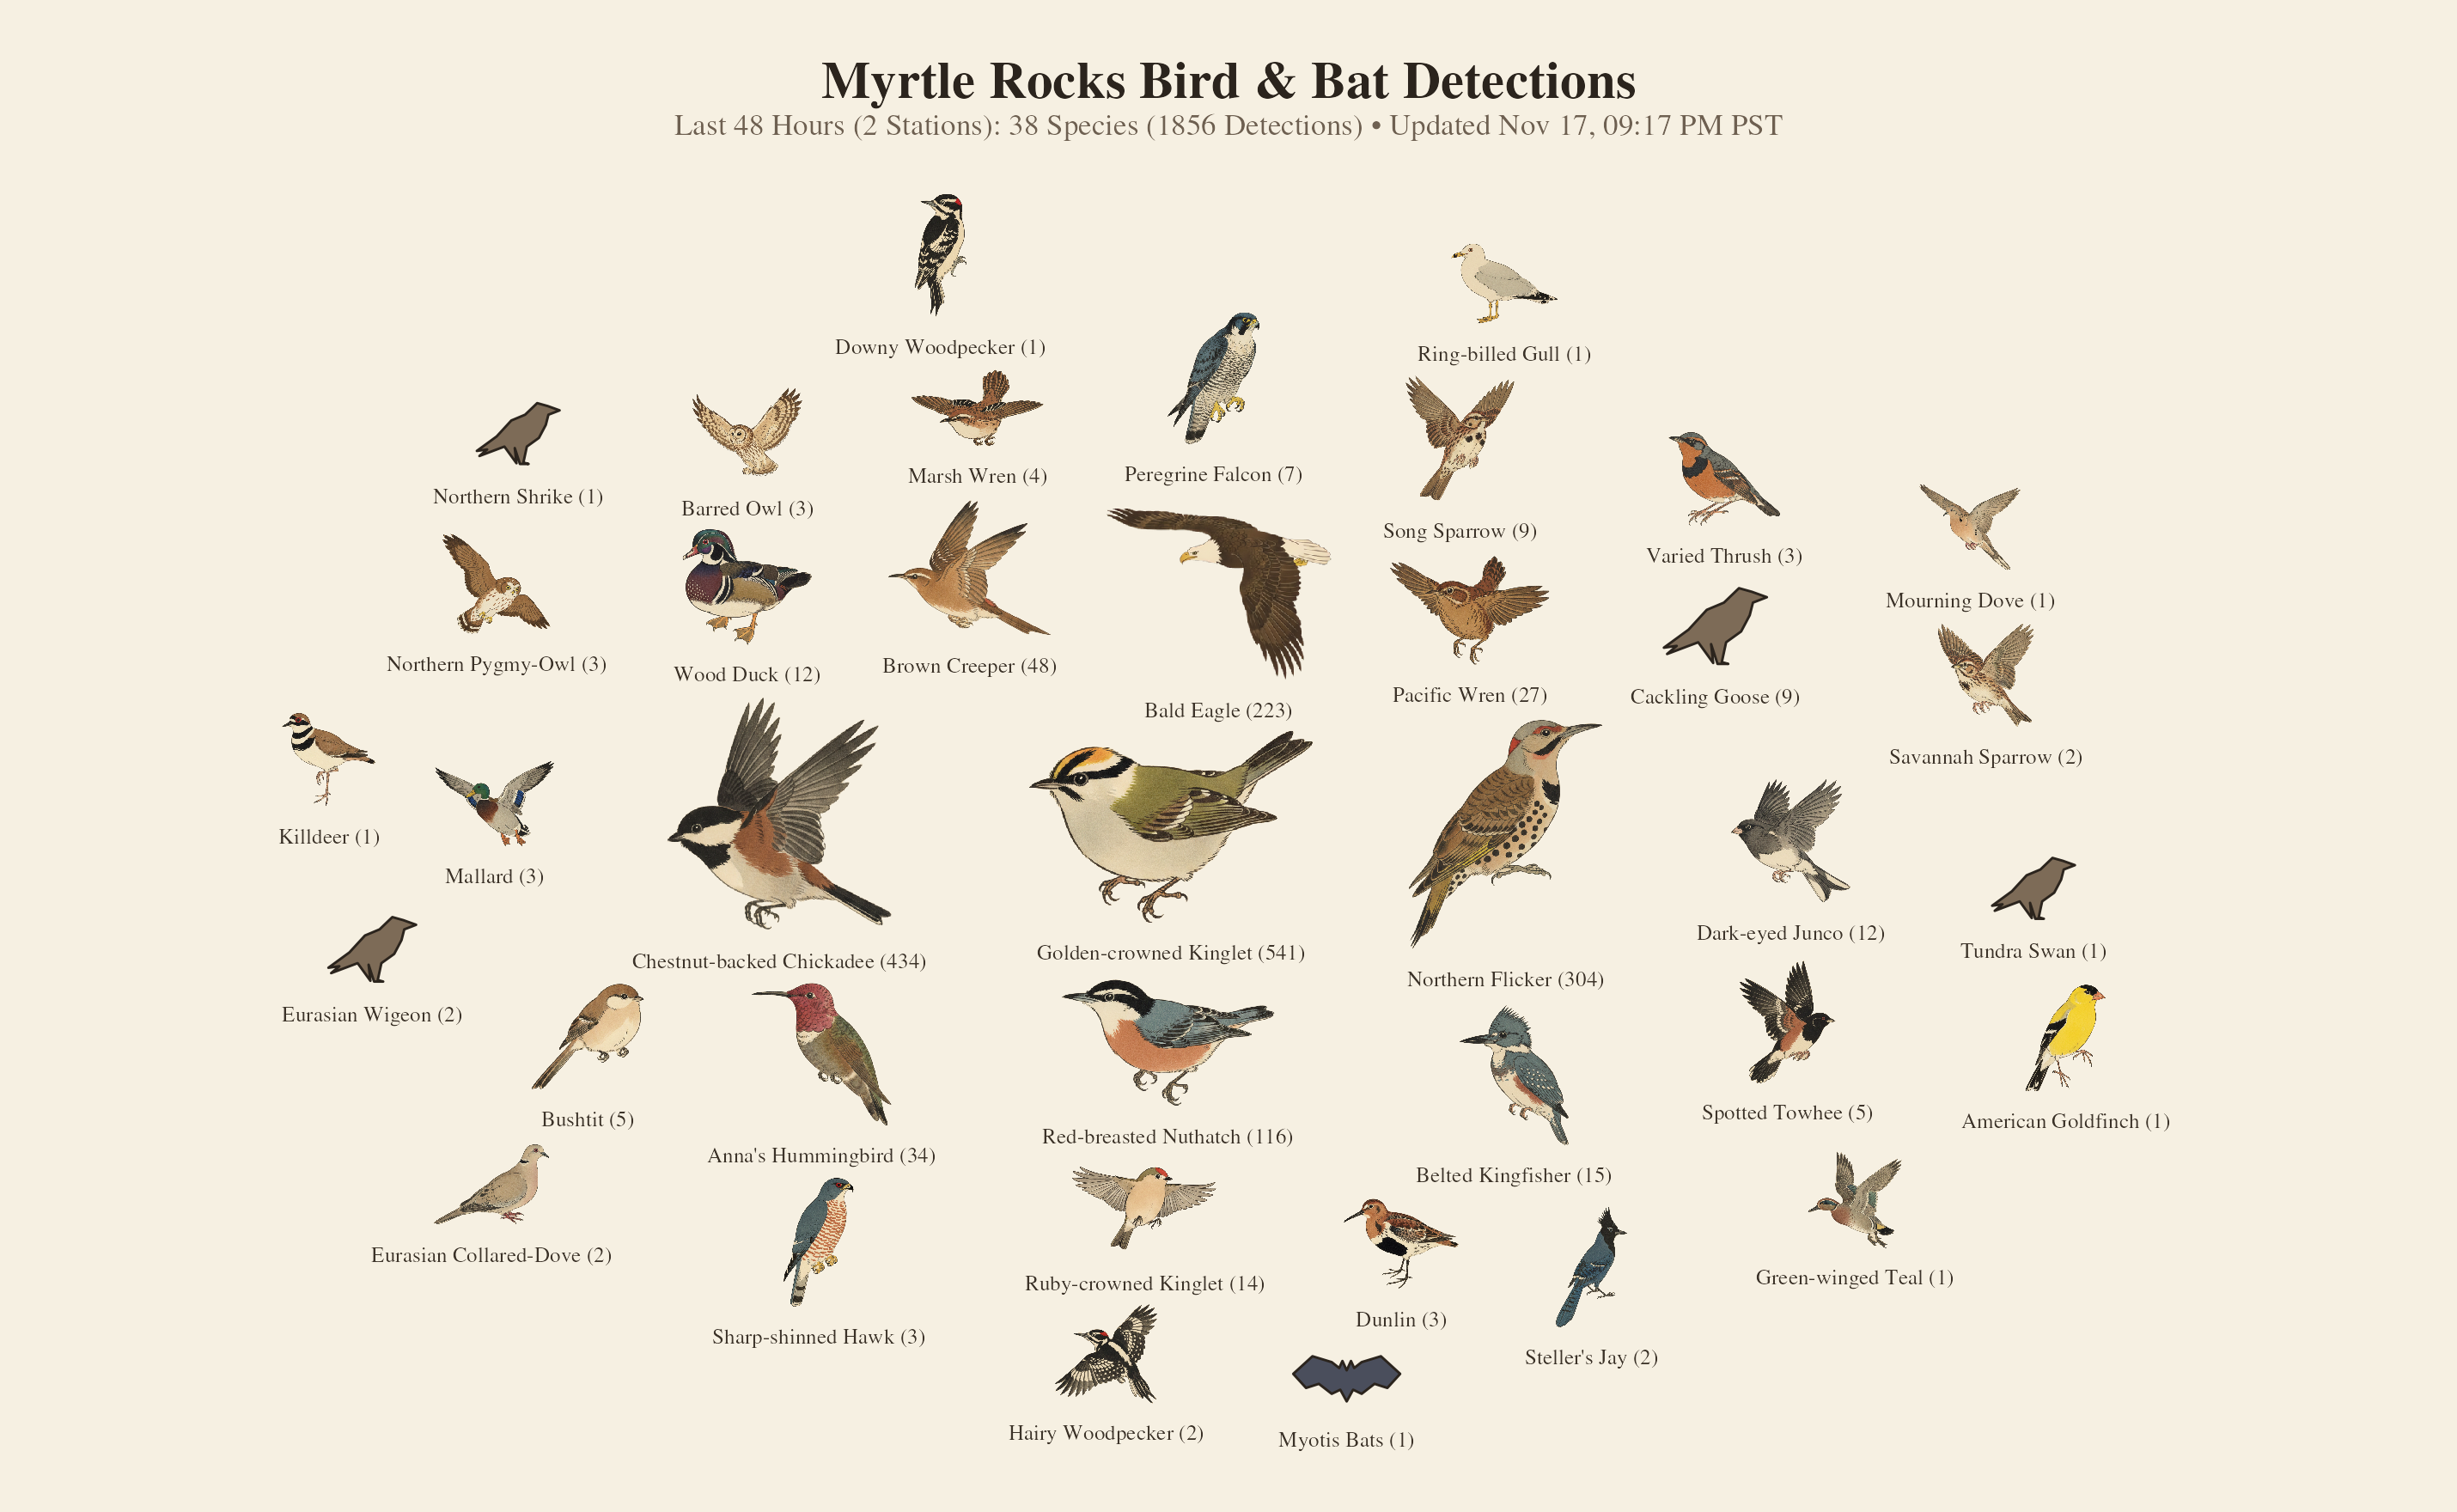 Myrtle Rocks Bird & Bat Detections
Last 48 Hours (2 Stations): 38 Species (1856 Detections) • Updated Nov 17, 09:17 PM PST
Downy Woodpecker (1)
Ring-billed Gull (1)
Northern Shrike (1)
Barred Owl (3)
Marsh Wren (4)
Peregrine Falcon (7)
Song Sparrow (9)
Varied Thrush (3)
Mourning Dove (1)
Northern Pygmy-Owl (3)
Wood Duck (12)
Brown Creeper (48)
Bald Eagle (223)
Pacific Wren (27)
Cackling Goose (9)
Savannah Sparrow (2)
Killdeer (1)
Mallard (3)
Chestnut-backed Chickadee (434)
Golden-crowned Kinglet (541)
Northern Flicker (304)
Dark-eyed Junco (12)
Tundra Swan (1)
Eurasian Wigeon (2)
Bushtit (5)
Anna's Hummingbird (34)
Red-breasted Nuthatch (116)
Belted Kingfisher (15)
Spotted Towhee (5)
American Goldfinch (1)
Eurasian Collared-Dove (2)
Sharp-shinned Hawk (3)
Ruby-crowned Kinglet (14)
Dunlin (3)
Steller's Jay (2)
Green-winged Teal (1)
Hairy Woodpecker (2)
Myotis Bats (1)